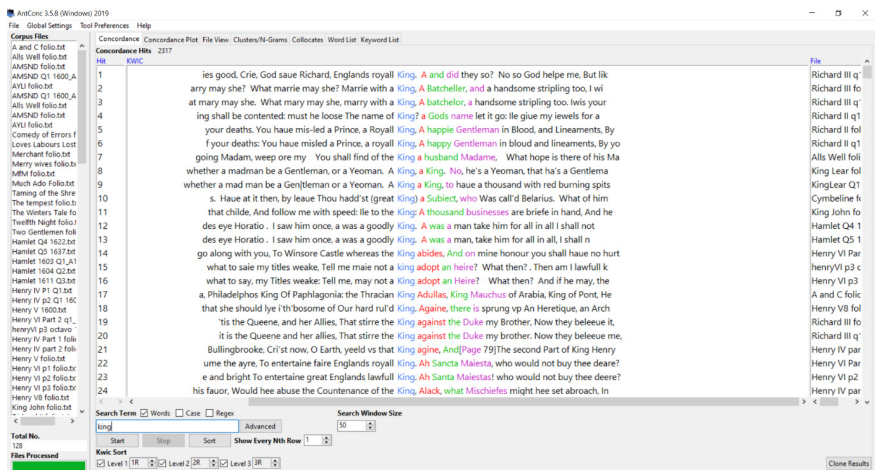 AntConc 3.5.8 (Windows) 2019
File Global Settings Tool Preferences Help
Corpus Files
A and C folio.txt
Alls Well folio.txt
AMSND folio.txt
AMSND Q1 1600_A
AYLI folio.txt
AMSND Q1 1600_A
Alls Well folio.txt
AMSND folio.txt
AYLI folio.txt
Comedy of Errors f
Loves Labours Lost
Merchant folio.txt
Merry wives folio.tx
MfM folio.txt
Much Ado Folio.txt
Taming of the Shre
The tempest folio.t
The Winters Tale fo
Twelfth Night folio.t
Two Gentlemen foli
Hamlet Q4 1622.txt
Hamlet Q5 1637.txt
Hamlet 1603 Q1_A1
Hamlet 1604 Q2.txt
Hamlet 1611 Q3.txt
Henry IV P1 Q1.txt
Henry IV p2 Q1 160
Henry V 1600.txt
Henry VI Part 2 q1_
henryVI p3 octavo
Henry IV Part 1 folio
Henry IV part 2 folio
Henry V folio.txt
Henry VI p1 folio.tx
Henry VI p2 folio.tx
Henry VI p3 folio.tx
Henry V8 folio.txt
King John folio.txt
Total No.
128
Files Processed
Concordance Concordance Plot File View Clusters/N-Grams Collocates Word List Keyword List
Concordance Hits 2317
Hit KWIC File
1 ies good, Crie, God saue Richard, Englands royall King. A and did they so? No so God helpe me, But lik Richard III q
2 arry may she? What marrie may she? Marrie with a King, A Batcheller, and a handsome stripling too, I wi Richard III fo
3 at mary may she. What mary may she, marry with a King, A batchelor, a handsome stripling too. Iwis your Richard III q
4 ing shall be contented: must he loose The name of King? a Gods name let it go: Ile giue my iewels for a Richard II q1
5 your deaths. You haue mis-led a Prince, a Royall King, A happie Gentleman in Blood, and Lineaments, By Richard II fol
6 f your deaths: You haue misled a Prince, a royall King, A happy Gentleman in bloud and lineaments, By yo Richard II q1
7 going Madam, weep ore my You shall find of the King a husband Madame, What hope is there of his Ma Alls Well foli
8 whether a madman be a Gentleman, or a Yeoman. A King, a King. No, he's a Yeoman, that ha's a Gentlema King Lear fol
9 whether a mad man be a Gen|tleman or a Yeoman. A King a King, to haue a thousand with red burning spits KingLear Q1
10 s. Haue at it then, by leaue Thou hadd'st (great King) a Subiect, who Was call'd Belarius. What of him Cymbeline f
11 that childe, And follow me with speed: Ile to the King: A thousand businesses are briefe in hand, And he King John fo
12 des eye Horatio . I saw him once, a was a goodly King. A was a man take him for all in all I shall not Hamlet Q4 1
13 des eye Horatio . I saw him once, a was a goodly King. A was a man, take him for all in all, I shall n Hamlet Q5 1
14 go along with you, To Winsore Castle whereas the King abides, And on mine honour you shall haue no hurt Henry VI Par
15 what to saie my titles weake, Tell me maie not a king adopt an heire? What then? . Then am I lawfull k henryVI p3 c
16 what to say, my Titles weake: Tell me, may not a King adopt an Heire? What then? And if he may, the Henry VI p3
17 a, Philadelphos King Of Paphlagonia: the Thracian King Adullas, King Mauchus of Arabia, King of Pont, He A and C folic
18 that she should lye i'th'bosome of Our hard rul'd King. Againe, there is sprung vp An Heretique, an Arch Henry V8 fol
19 'tis the Queene, and her Allies, That stirre the King against the Duke my Brother. Now they beleeue it, Richard III fo
20 it is the Queene and her allies, That stirre the King against the Duke my brother. Now they beleeue me, Richard III q
21 Bullingbrooke, Cri'st now, O Earth, yeeld vs that King agine, And[Page 79]The second Part of King Henry Henry IV par
22 ume the ayre, To entertaine faire Englands royall King. Ah Sancta Maiesta, who would not buy thee deare? Henry VI par
23 e and bright To entertaine great Englands lawfull King. Ah Santa Maiestas! who would not buy thee deere? Henry VI p2
24 his fauor, Would hee abuse the Countenance of the King, Alack, what Mischiefes might hee set abroach, In Henry IV par
Search Term Words Case Regex Search Window Size
king Advanced 50
Start Stop Sort Show Every Nth Row 1
Kwic Sort
Level 1 1R Level 2 2R Level 3 3R Clone Results